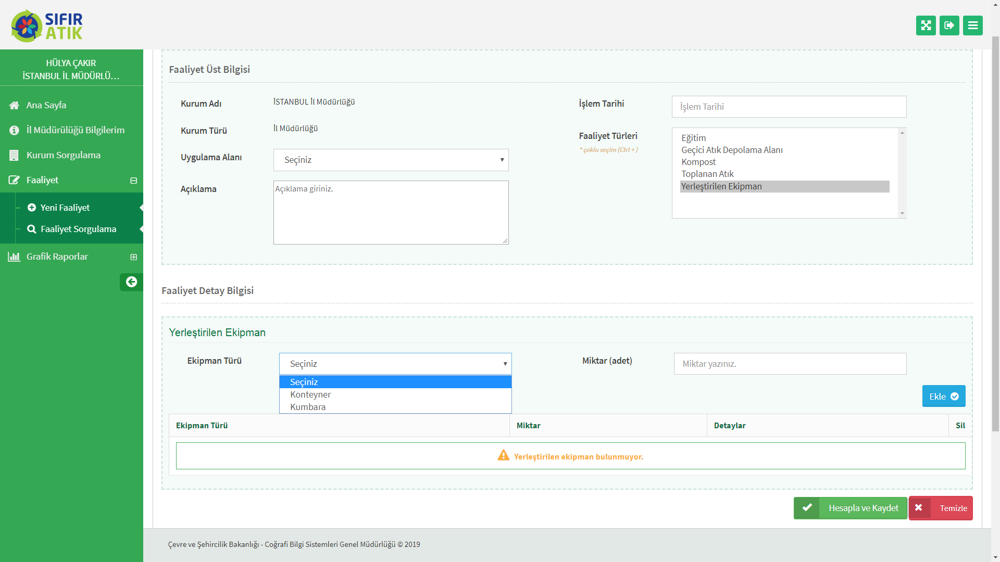 SIFIR
ATIK
HÜLYA ÇAKIR
İSTANBUL İL MÜDÜRLÜ...
Ana Sayfa
İl Müdürülüğü Bilgilerim
Kurum Sorgulama
Faaliyet
Yeni Faaliyet
Faaliyet Sorgulama
Grafik Raporlar
Faaliyet Üst Bilgisi
Kurum Adı
İSTANBUL İl Müdürlüğü
Kurum Türü
İl Müdürlüğü
Uygulama Alanı
Seçiniz
Açıklama
Açıklama giriniz.
İşlem Tarihi
İşlem Tarihi
Faaliyet Türleri
* çoklu seçim (Ctrl + )
Eğitim
Geçici Atık Depolama Alanı
Kompost
Toplanan Atık
Yerleştirilen Ekipman
Faaliyet Detay Bilgisi
Yerleştirilen Ekipman
Ekipman Türü
Seçiniz
Seçiniz
Konteyner
Kumbara
Miktar (adet)
Miktar yazınız.
Ekle
Ekipman Türü Miktar Detaylar Sil
Yerleştirilen ekipman bulunmuyor.
Hesapla ve Kaydet
Temizle
Çevre ve Şehircilik Bakanlığı - Coğrafi Bilgi Sistemleri Genel Müdürlüğü © 2019